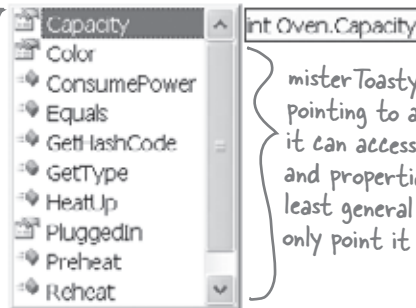 Capacity
Color
ConsumePower
Equals
GetHashCode
GetType
HeatUp
PluggedIn
Preheat
Reheat
int Oven.Capacity
misterToasty
pointing to a
it can access
and properti
least general
only point it